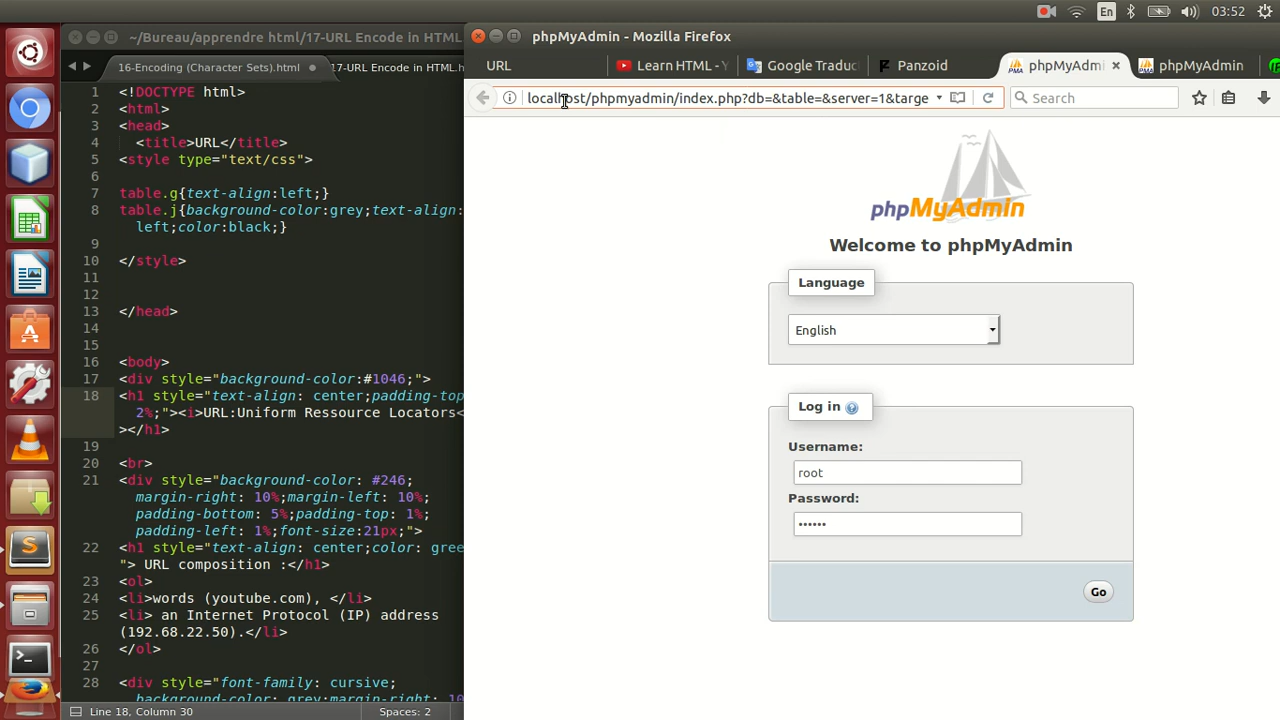 En
03:52
~/Bureau/apprendre html/17-URL Encode in HTML
16-Encoding (Character Sets).html
17-URL Encode in HTML.h
1 <!DOCTYPE html>
2 <html>
3 <head>
4 <title>URL</title>
5 <style type="text/css">
6
7 table.g{text-align:left;}
8 table.j{background-color:grey;text-align:
left;color:black;}
9
10 </style>
11
12
13 </head>
14
15
16 <body>
17 <div style="background-color:#1046;">
18 <h1 style="text-align: center;padding-top
2%;"><i>URL:Uniform Ressource Locators<
></h1>
19
20 <br>
21 <div style="background-color: #246;
margin-right: 10%;margin-left: 10%;
padding-bottom: 5%;padding-top: 1%;
padding-left: 1%;font-size:21px;">
22 <h1 style="text-align: center;color: gree
"> URL composition :</h1>
23 <ol>
24 <li>words (youtube.com), </li>
25 <li> an Internet Protocol (IP) address
(192.68.22.50).</li>
26 </ol>
27
28 <div style="font-family: cursive;
background-color: grey;margin-right: 10
Line 18, Column 30
Spaces: 2
phpMyAdmin - Mozilla Firefox
URL
Learn HTML - Y
Google Traduc
Panzoid
phpMyAdmi
phpMyAdmin
localhost/phpmyadmin/index.php?db=&table=&server=1&targe
Search
phpMyAdmin
Welcome to phpMyAdmin
Language
English
Log in
Username:
root
Password:
••••••
Go